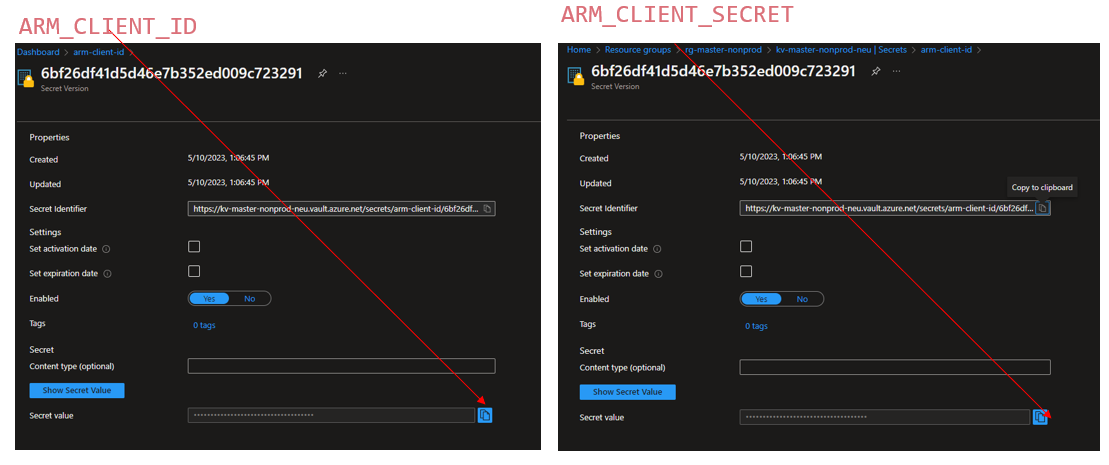 ARM_CLIENT_ID
Dashboard > arm-client-id >
6bf26df41d5d46e7b352ed009c723291
Secret Version
Properties
Created 5/10/2023, 1:06:45 PM
Updated 5/10/2023, 1:06:45 PM
Secret Identifier https://kv-master-nonprod-neu.vault.azure.net/secrets/arm-client-id/6bf26df...
Settings
Set activation date
Set expiration date
Enabled Yes No
Tags 0 tags
Secret
Content type (optional)
Show Secret Value
Secret value ••••••••••••••••••••••••••••••••••••
ARM_CLIENT_SECRET
Home > Resource groups > rg-master-nonprod > kv-master-nonprod-neu | Secrets > arm-client-id >
6bf26df41d5d46e7b352ed009c723291
Secret Version
Properties
Created 5/10/2023, 1:06:45 PM
Updated 5/10/2023, 1:06:45 PM
Copy to clipboard
Secret Identifier https://kv-master-nonprod-neu.vault.azure.net/secrets/arm-client-id/6bf26df...
Settings
Set activation date
Set expiration date
Enabled Yes No
Tags 0 tags
Secret
Content type (optional)
Show Secret Value
Secret value ••••••••••••••••••••••••••••••••••••